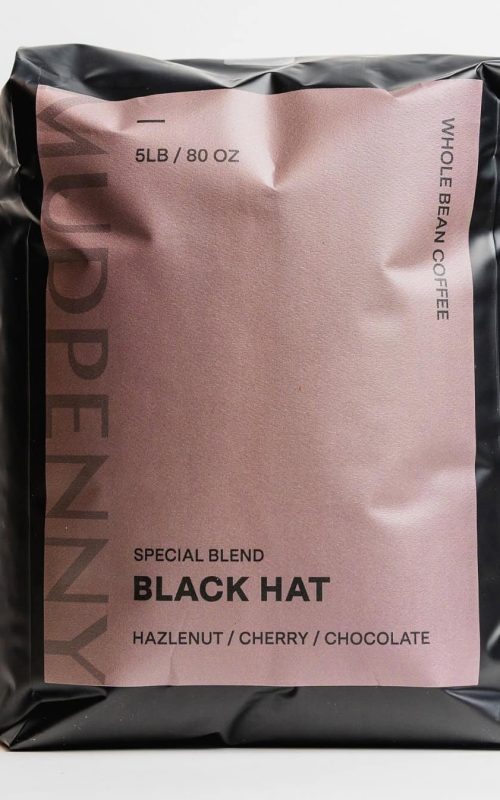 MUDPENNY
5LB / 80 OZ
WHOLE BEAN COFFEE
SPECIAL BLEND
BLACK HAT
HAZLENUT / CHERRY / CHOCOLATE